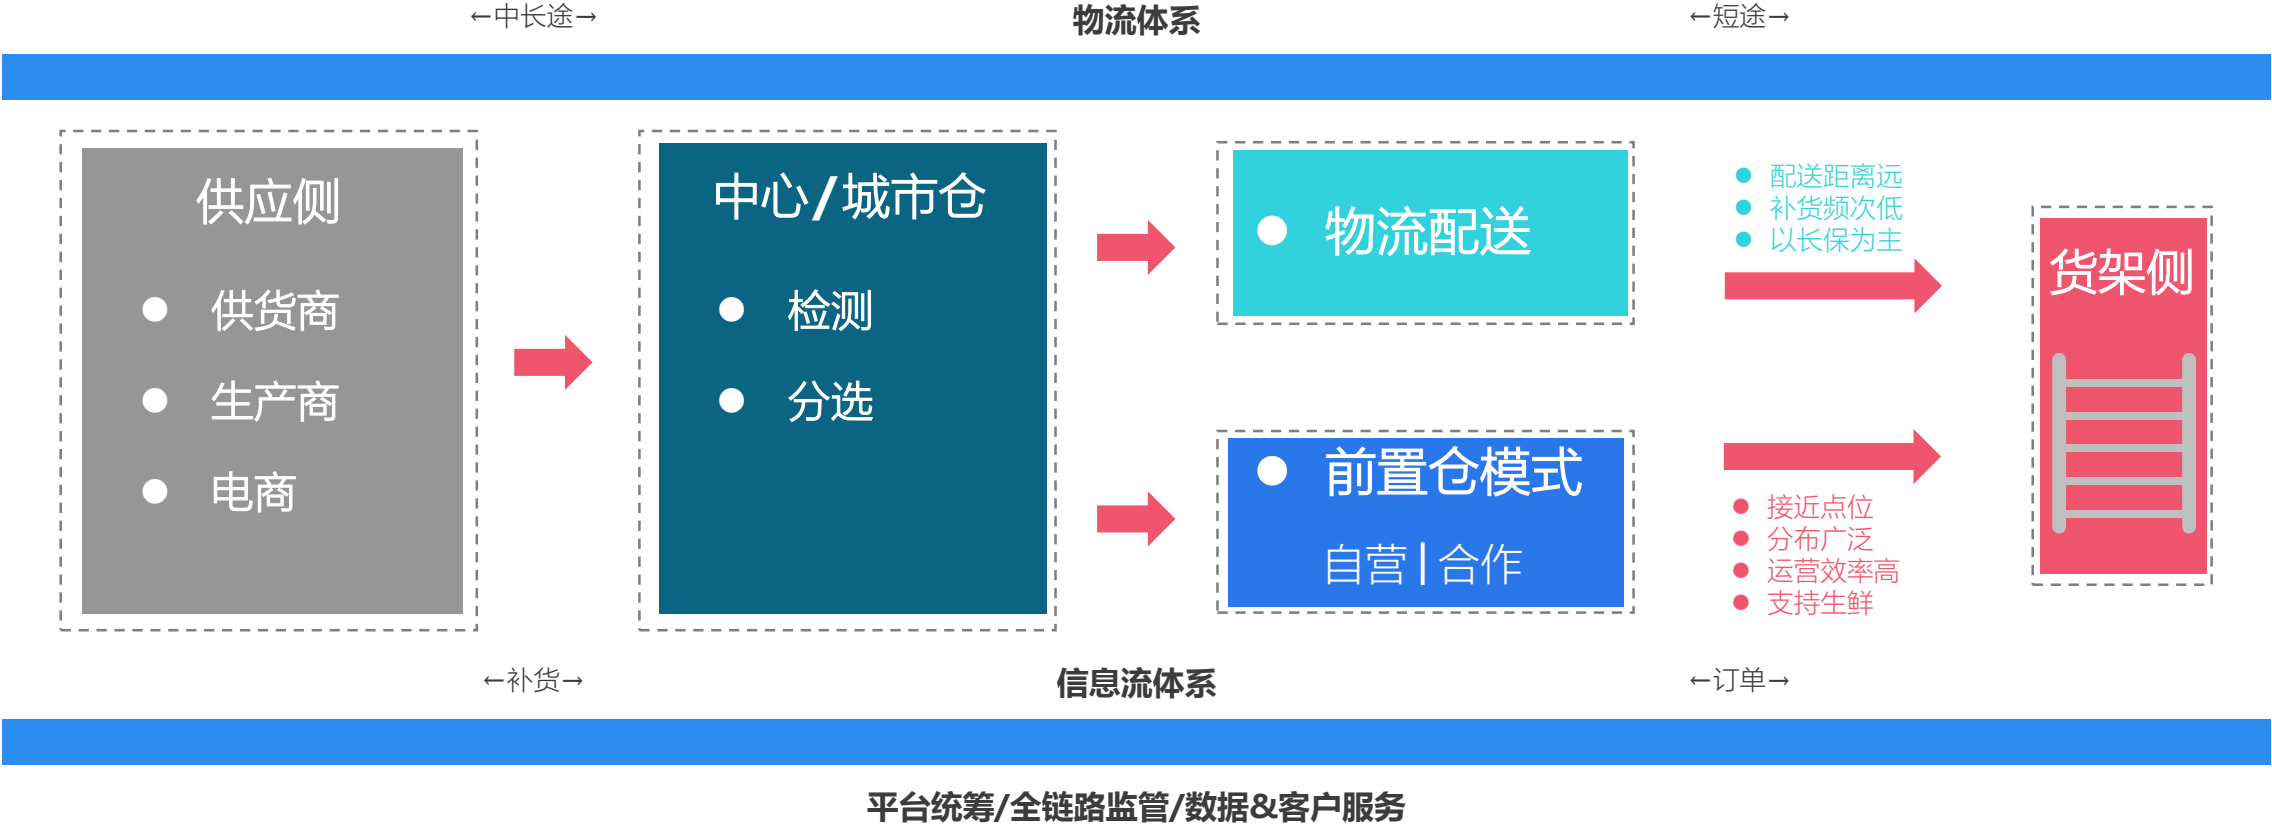 ←中长途→
物流体系
←短途→
供应侧
● 供货商
● 生产商
● 电商
中心/城市仓
● 检测
● 分选
● 物流配送
● 前置仓模式
自营|合作
● 配送距离远
● 补货频次低
● 以长保为主
● 接近点位
● 分布广泛
● 运营效率高
● 支持生鲜
货架侧
←补货→
信息流体系
←订单→
平台统筹/全链路监管/数据&客户服务